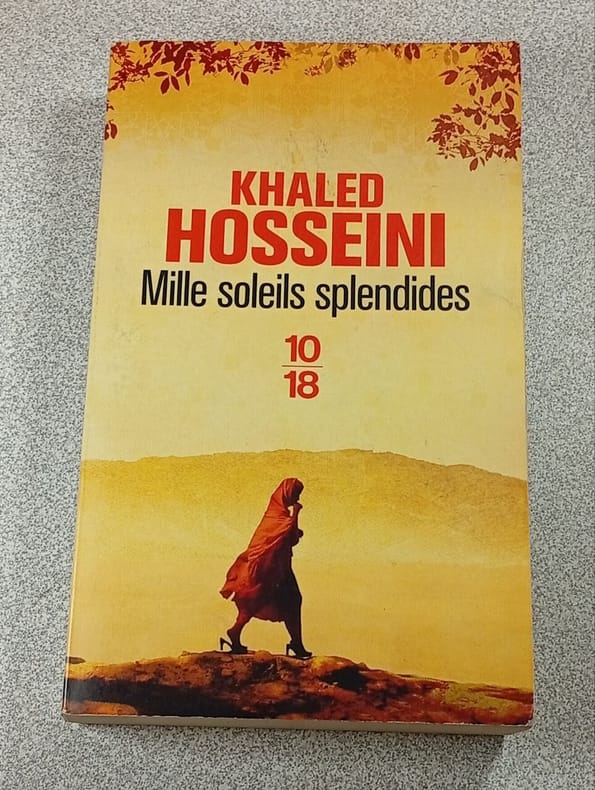 KHALED
HOSSEINI
Mille soleils splendides
10
18